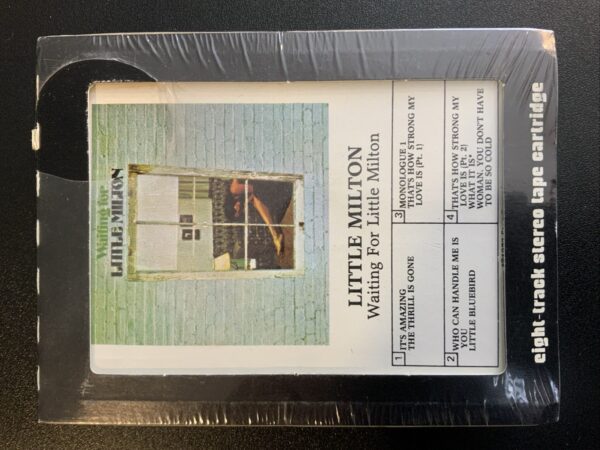 Waiting for
LITTLE MILTON
LITTLE MILTON
Waiting For Little Milton
1 IT'S AMAZING
THE THRILL IS GONE
2 WHO CAN HANDLE ME IS
YOU
LITTLE BLUEBIRD
3 MONOLOGUE 1
THAT'S HOW STRONG MY
LOVE IS (Pt. 1)
4 THAT'S HOW STRONG MY
LOVE IS (Pt. 2)
WHAT IT IS
WOMAN, YOU DON'T HAVE
TO BE SO COLD
eight-track stereo tape cartridge